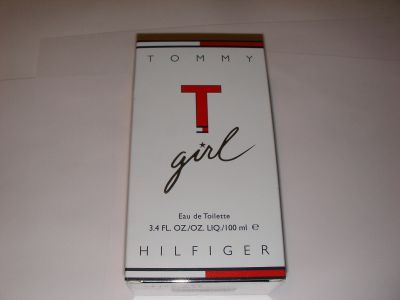 TOMMY
T
girl
Eau de Toilette
3.4 FL. OZ./OZ. LIQ./100 ml ℮
HILFIGER